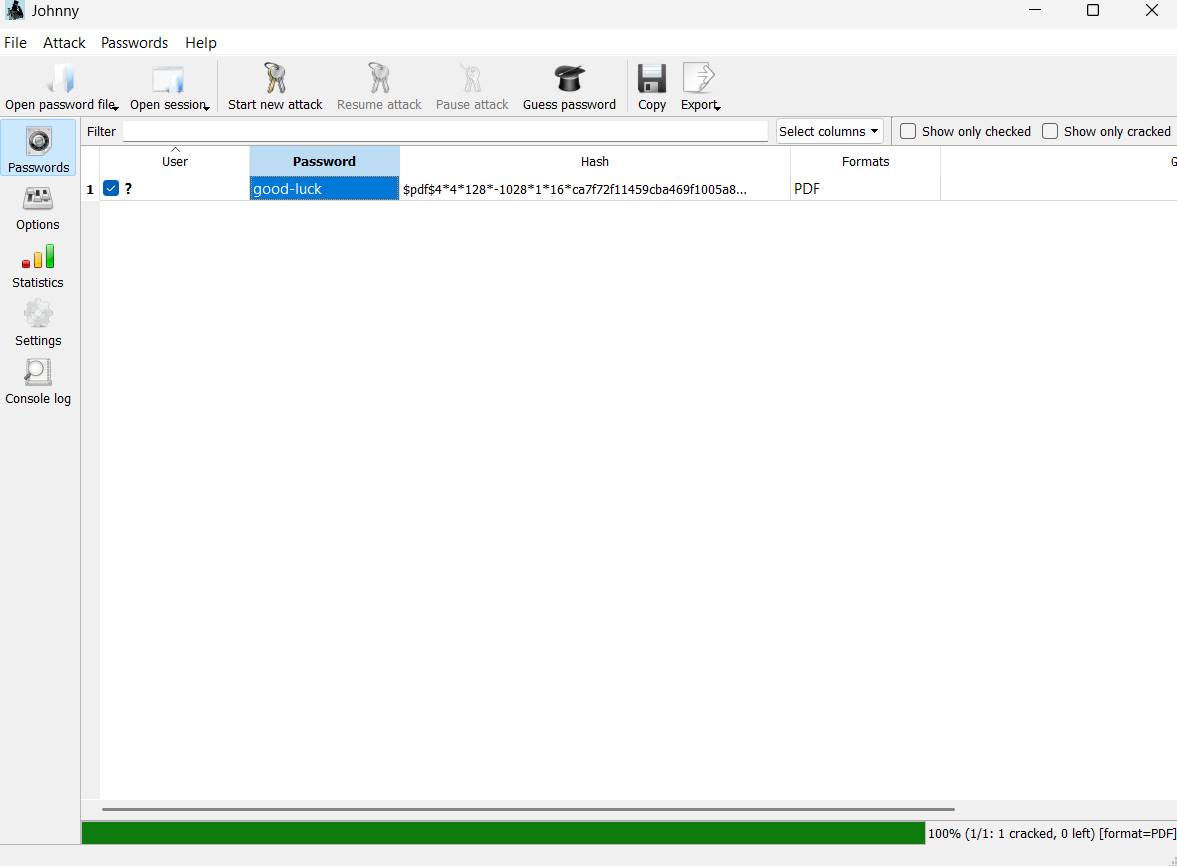 Johnny
File Attack Passwords Help
Open password file Open session Start new attack Resume attack Pause attack Guess password Copy Export
Passwords
Options
Statistics
Settings
Console log
Filter Select columns Show only checked Show only cracked
User Password Hash Formats G
1 ? good-luck $pdf$4*4*128*-1028*1*16*ca7f72f11459cba469f1005a8... PDF
100% (1/1: 1 cracked, 0 left) [format=PDF]